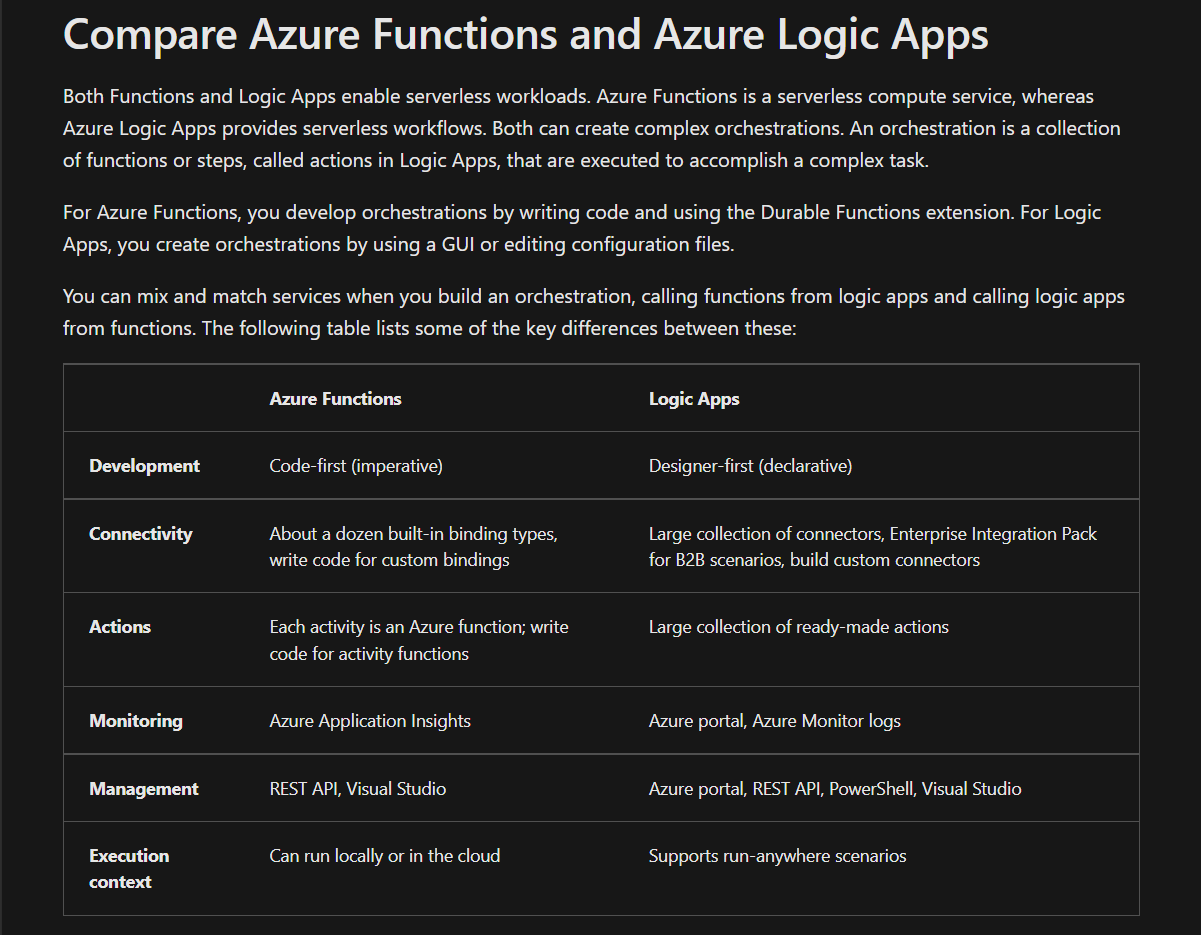 Compare Azure Functions and Azure Logic Apps
Both Functions and Logic Apps enable serverless workloads. Azure Functions is a serverless compute service, whereas
Azure Logic Apps provides serverless workflows. Both can create complex orchestrations. An orchestration is a collection
of functions or steps, called actions in Logic Apps, that are executed to accomplish a complex task.
For Azure Functions, you develop orchestrations by writing code and using the Durable Functions extension. For Logic
Apps, you create orchestrations by using a GUI or editing configuration files.
You can mix and match services when you build an orchestration, calling functions from logic apps and calling logic apps
from functions. The following table lists some of the key differences between these:
Azure Functions Logic Apps
Development Code-first (imperative) Designer-first (declarative)
Connectivity About a dozen built-in binding types, Large collection of connectors, Enterprise Integration Pack
write code for custom bindings for B2B scenarios, build custom connectors
Actions Each activity is an Azure function; write Large collection of ready-made actions
code for activity functions
Monitoring Azure Application Insights Azure portal, Azure Monitor logs
Management REST API, Visual Studio Azure portal, REST API, PowerShell, Visual Studio
Execution Can run locally or in the cloud Supports run-anywhere scenarios
context